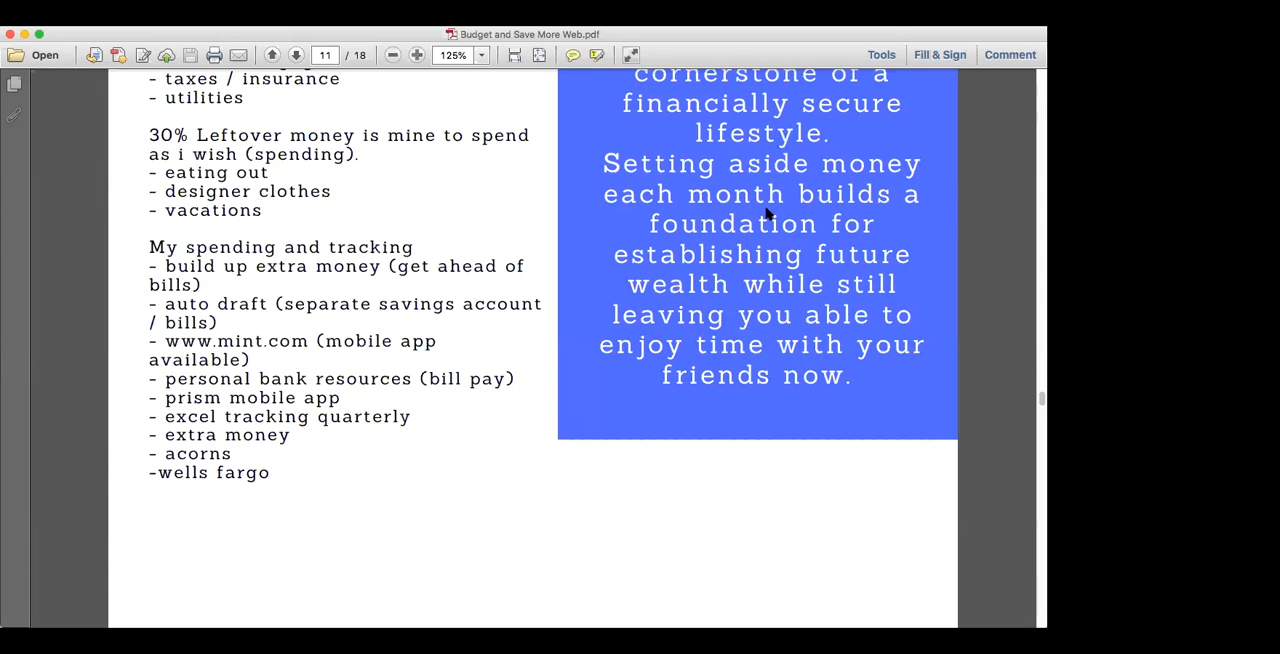 Budget and Save More Web.pdf
Open
11 / 18
125%
Tools
Fill & Sign
Comment
- taxes / insurance
- utilities
30% Leftover money is mine to spend
as i wish (spending).
- eating out
- designer clothes
- vacations
My spending and tracking
- build up extra money (get ahead of
bills)
- auto draft (separate savings account
/ bills)
- www.mint.com (mobile app
available)
- personal bank resources (bill pay)
- prism mobile app
- excel tracking quarterly
- extra money
- acorns
-wells fargo
cornerstone of a
financially secure
lifestyle.
Setting aside money
each month builds a
foundation for
establishing future
wealth while still
leaving you able to
enjoy time with your
friends now.